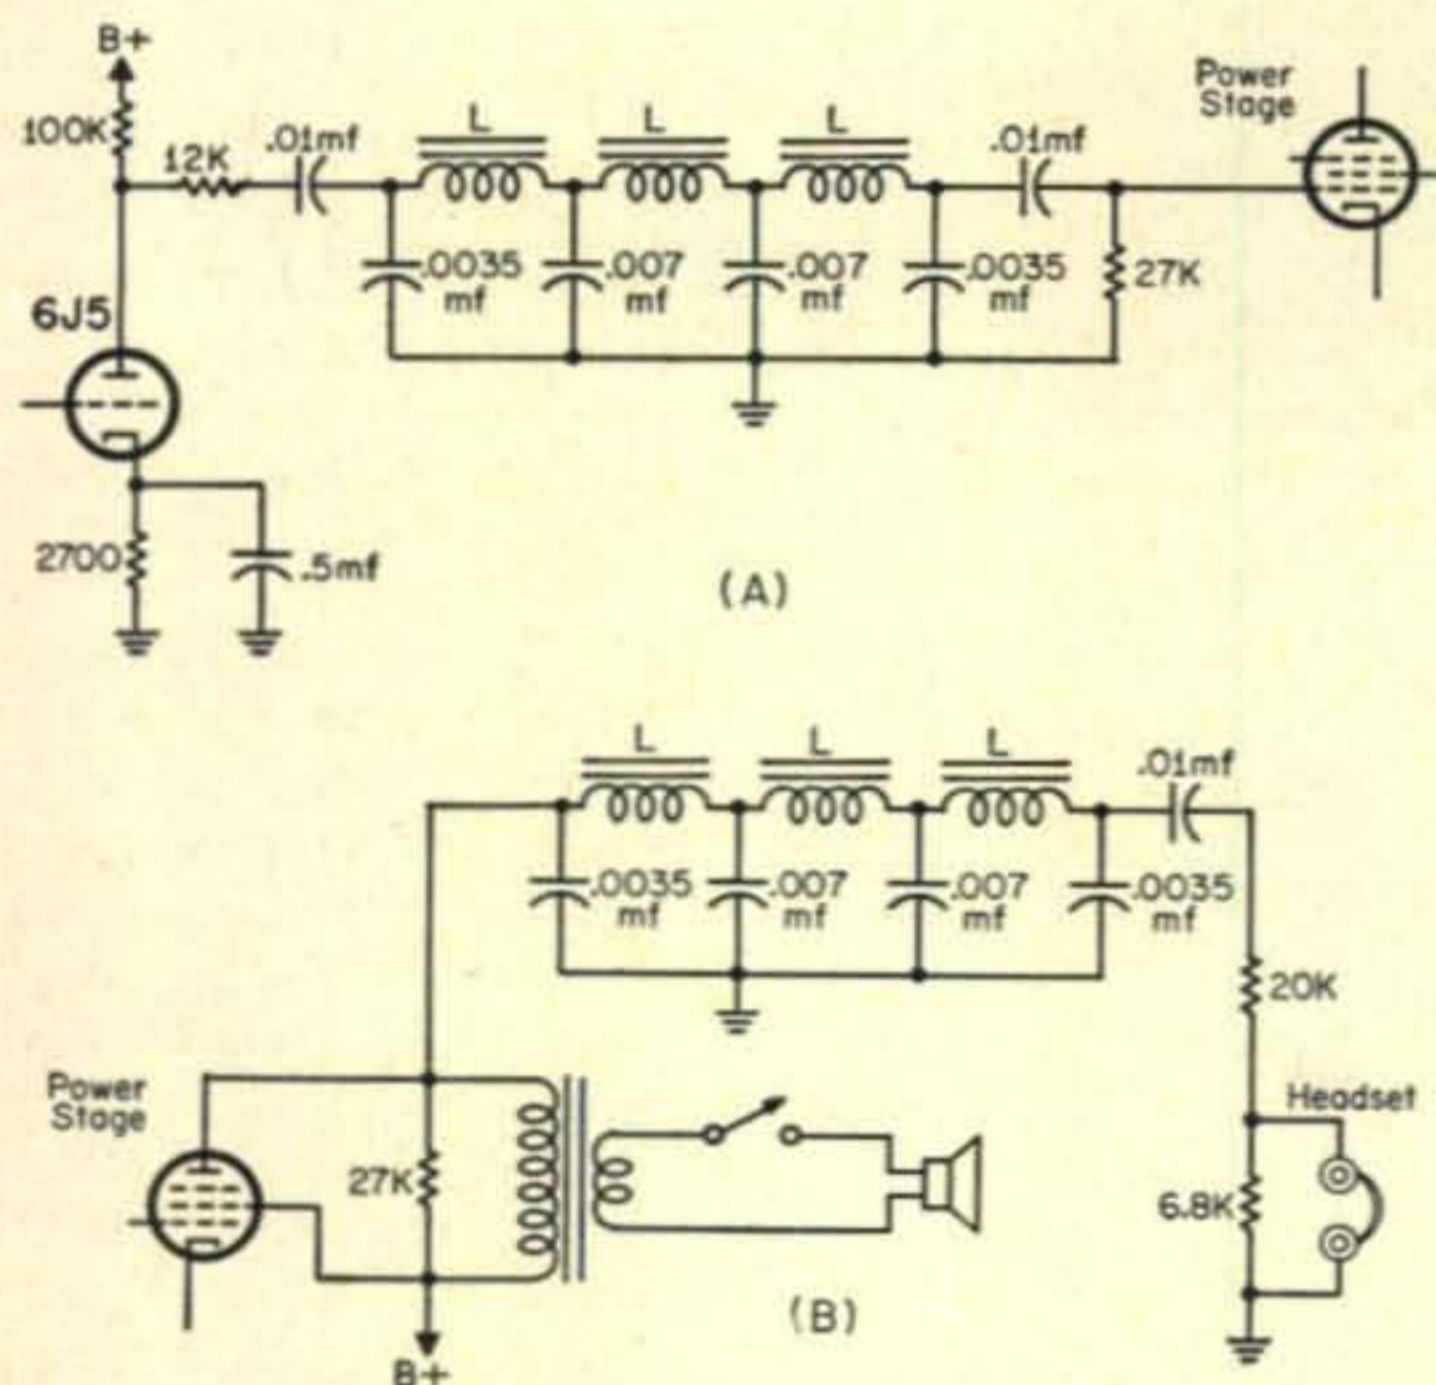 B+
100K
12K
.01mf
L
L
L
.01mf
Power
Stage
.0035
mf
.007
mf
.007
mf
.0035
mf
27K
6J5
2700
.5mf
(A)
L
L
L
.01mf
.0035
mf
.007
mf
.007
mf
.0035
mf
20K
Power
Stage
27K
Headset
6.8K
(B)
B+